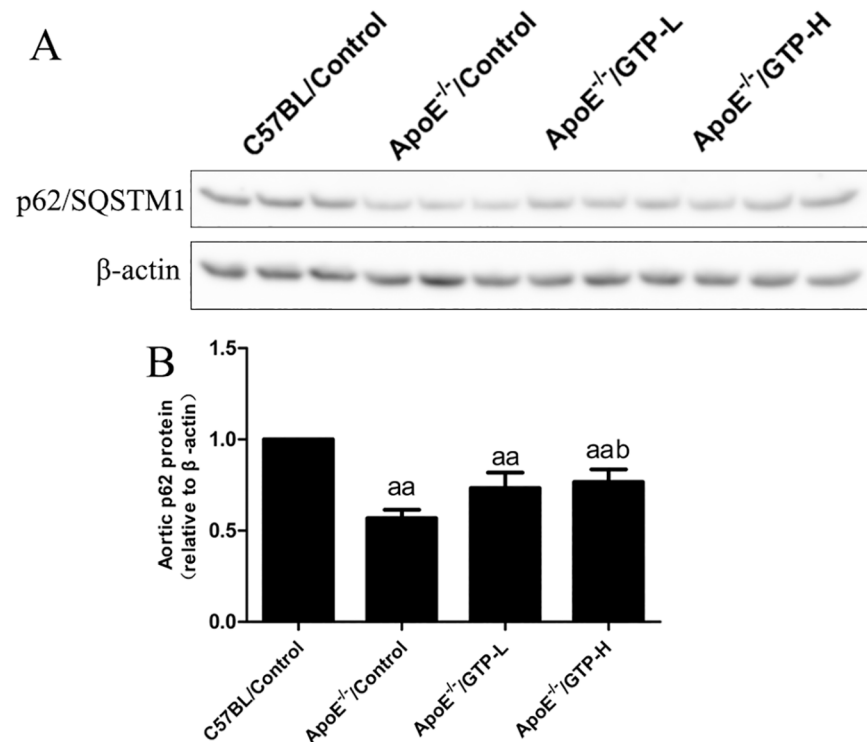 A
C57BL/Control
ApoE⁻/⁻/Control
ApoE⁻/⁻/GTP-L
ApoE⁻/⁻/GTP-H
p62/SQSTM1
β-actin
B
Aortic p62 protein
(relative to β -actin)
1.5
1.0
0.5
0.0
aa
aa
aab
C57BL/Control
ApoE⁻/⁻/Control
ApoE⁻/⁻/GTP-L
ApoE⁻/⁻/GTP-H